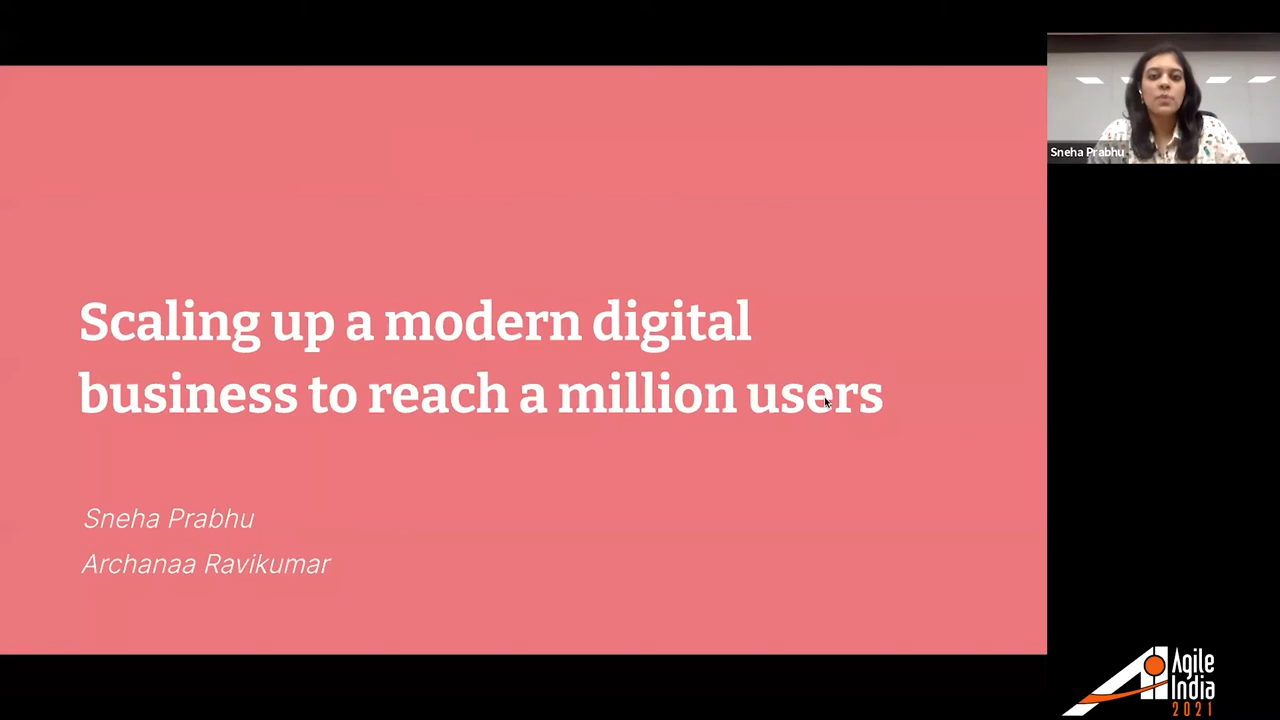 Scaling up a modern digital
business to reach a million users
Sneha Prabhu
Archanaa Ravikumar
Sneha Prabhu
Agile
India
2021